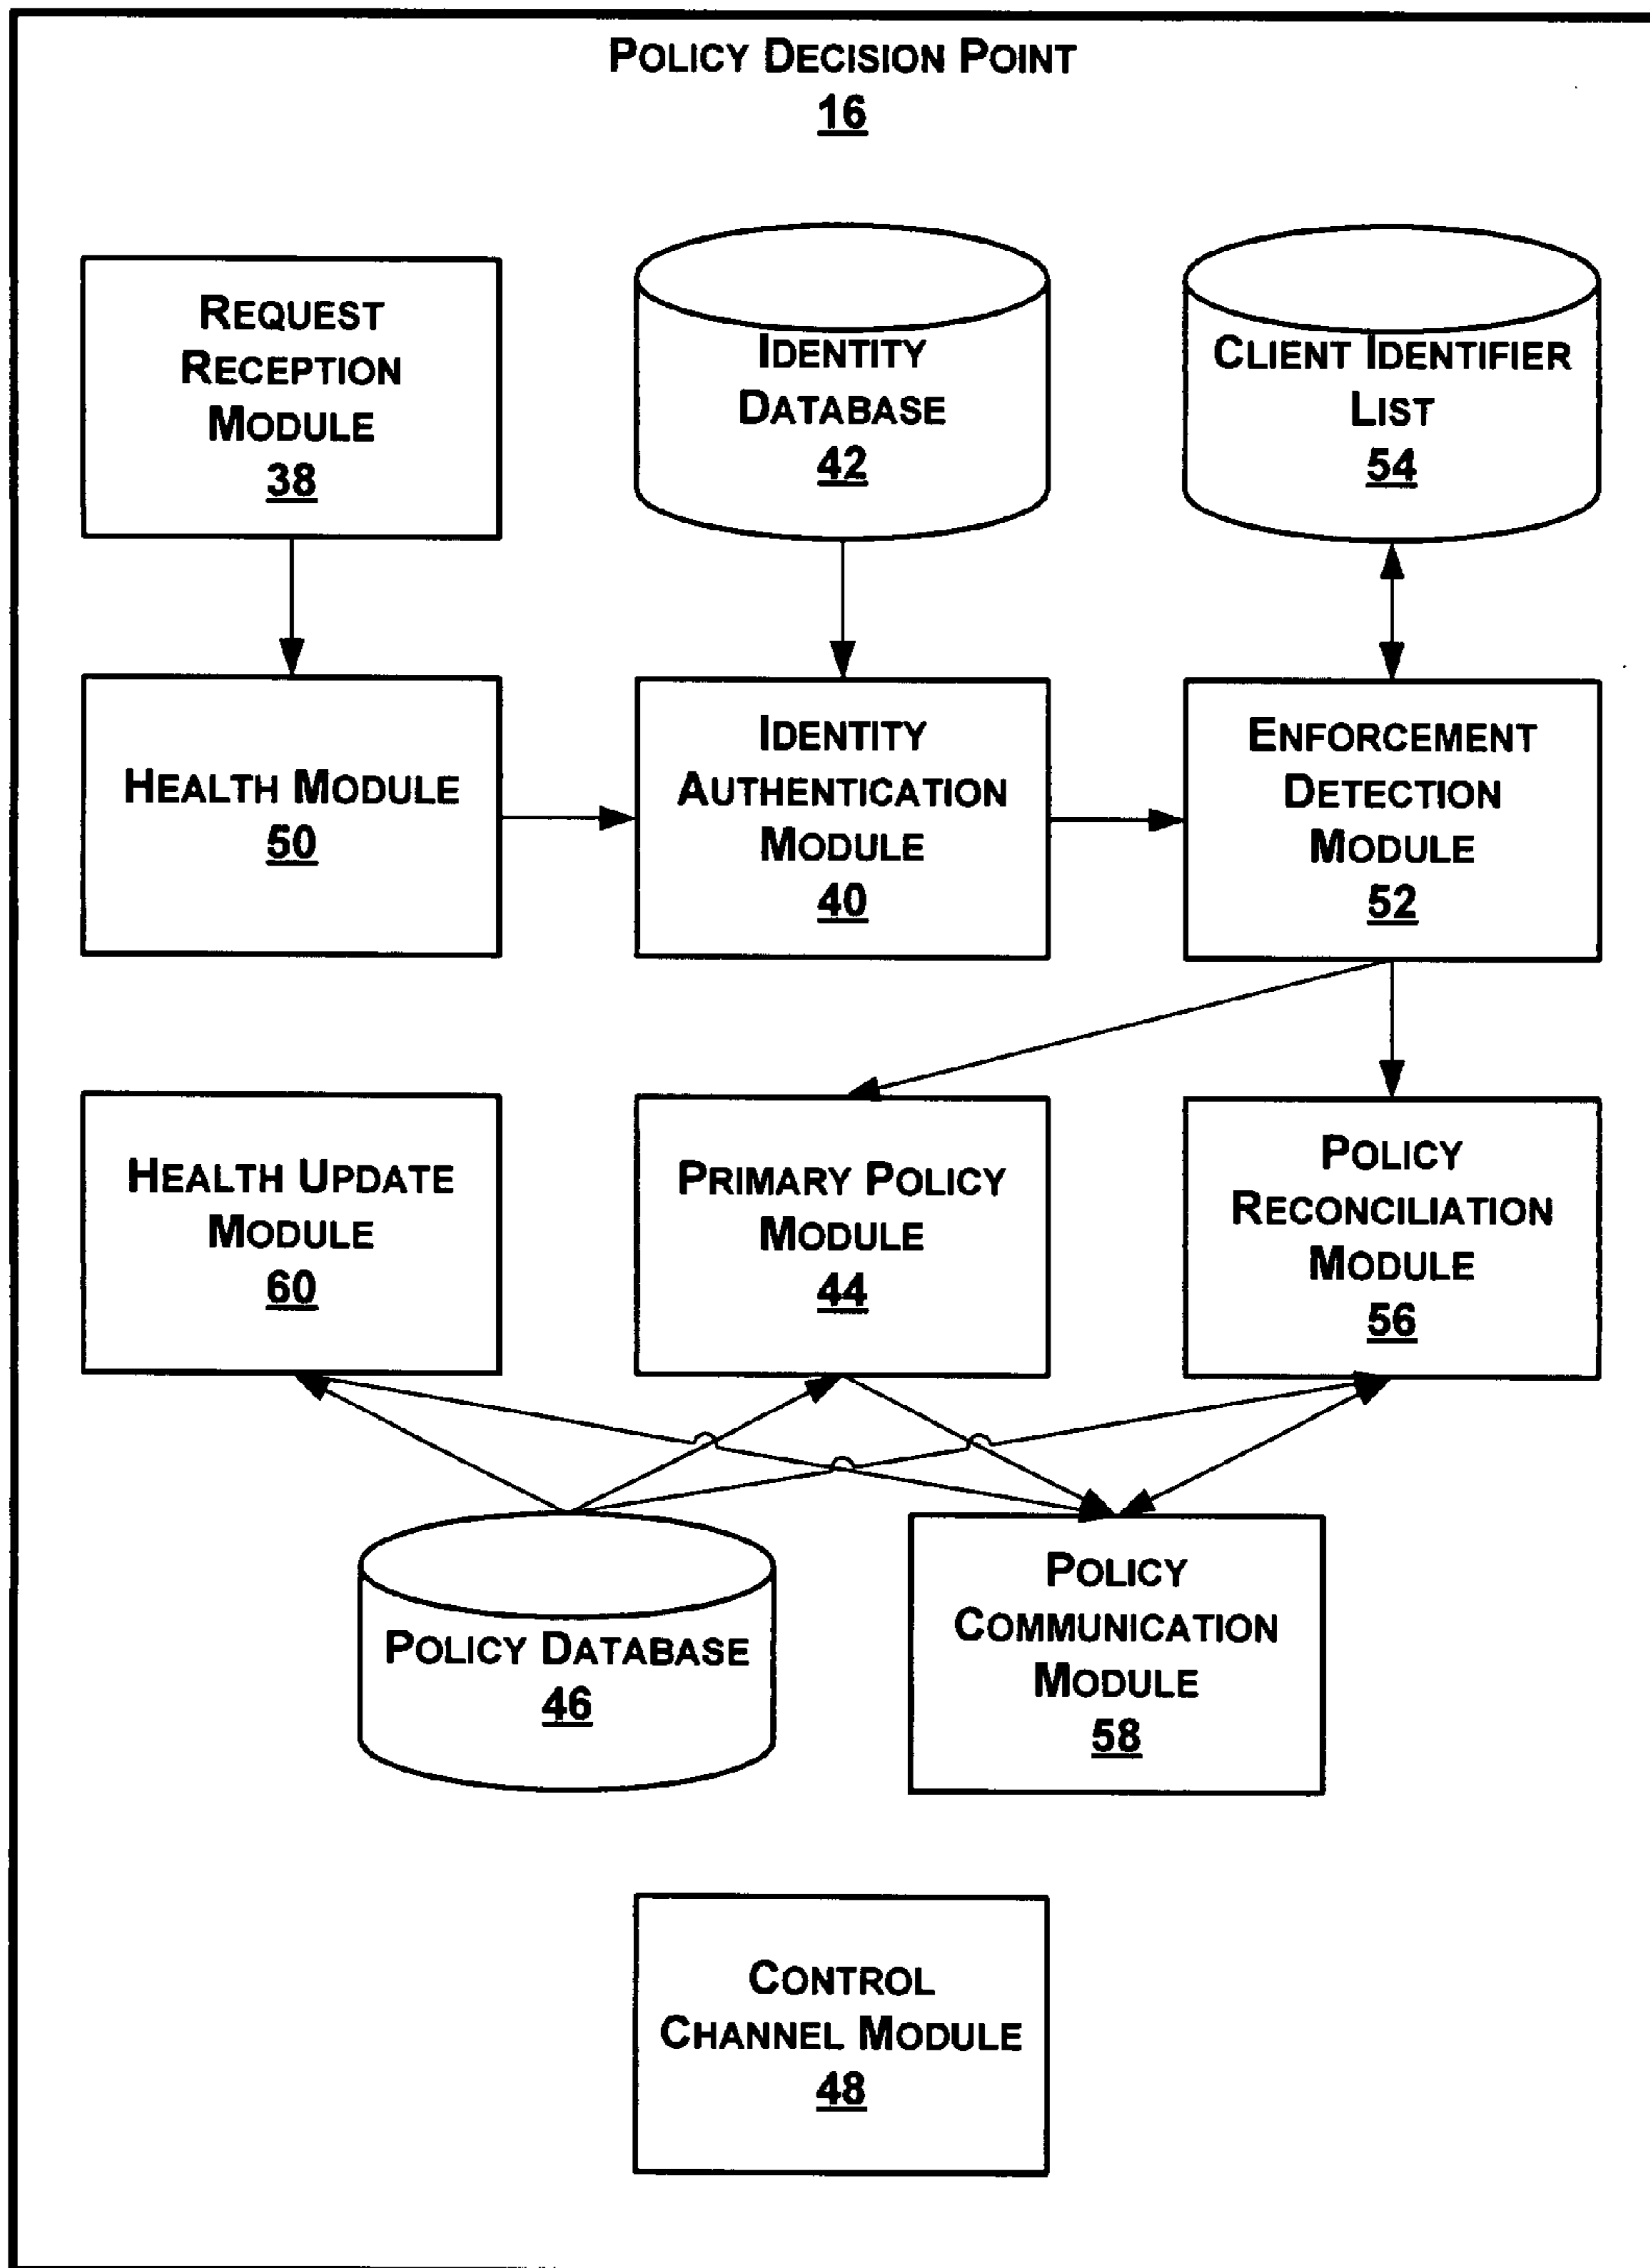 POLICY DECISION POINT
16
REQUEST
RECEPTION
MODULE
38
IDENTITY
DATABASE
42
CLIENT IDENTIFIER
LIST
54
HEALTH MODULE
50
IDENTITY
AUTHENTICATION
MODULE
40
ENFORCEMENT
DETECTION
MODULE
52
HEALTH UPDATE
MODULE
60
PRIMARY POLICY
MODULE
44
POLICY
RECONCILIATION
MODULE
56
POLICY DATABASE
46
POLICY
COMMUNICATION
MODULE
58
CONTROL
CHANNEL MODULE
48